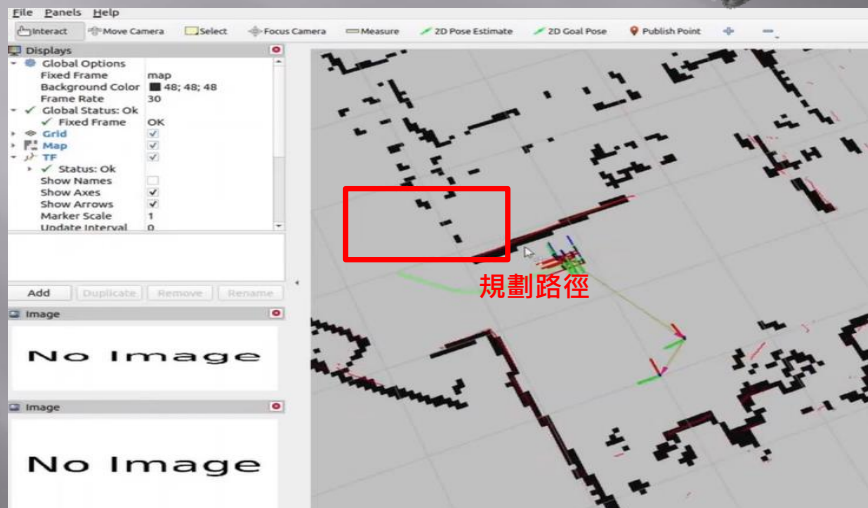 File Panels Help
Interact Move Camera Select Focus Camera Measure 2D Pose Estimate 2D Goal Pose Publish Point
Displays
Global Options
Fixed Frame map
Background Color 48; 48; 48
Frame Rate 30
Global Status: Ok
Fixed Frame OK
Grid
Map
TF
Status: Ok
Show Names
Show Axes
Show Arrows
Marker Scale 1
Update Interval 0
Add Duplicate Remove Rename
Image
No Image
Image
No Image
規劃路徑